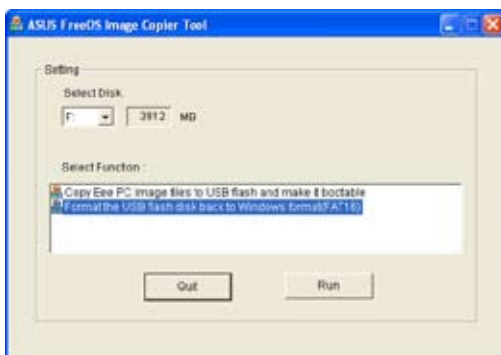 ASUS FreeOS Image Copier Tool
Setting
Select Disk
F: 3912 MB
Select Function :
Copy Eee PC image files to USB flash and make it bootable
Format the USB flash disk back to Windows format(FAT16)
Quit Run